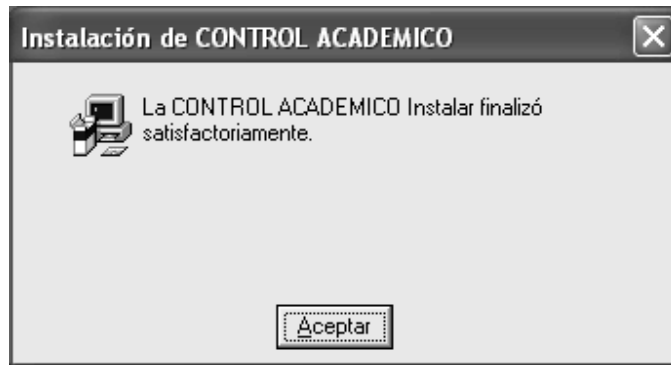 Instalación de CONTROL ACADEMICO
La CONTROL ACADEMICO Instalar finalizó
satisfactoriamente.
Aceptar